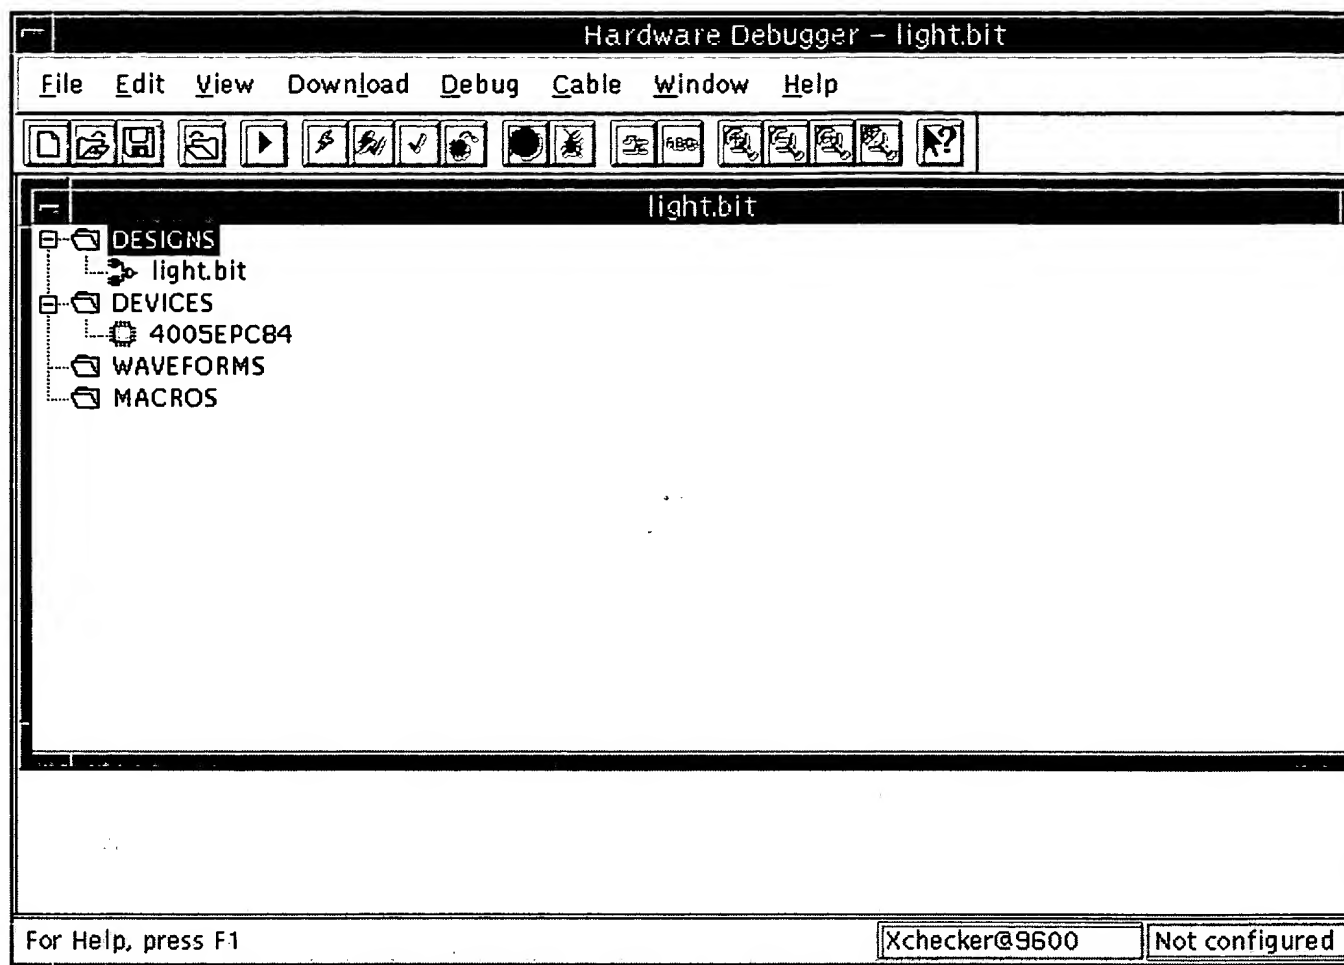 Hardware Debugger – light.bit
File Edit View Download Debug Cable Window Help
light.bit
DESIGNS
light.bit
DEVICES
4005EPC84
WAVEFORMS
MACROS
For Help, press F1 Xchecker@9600 Not configured